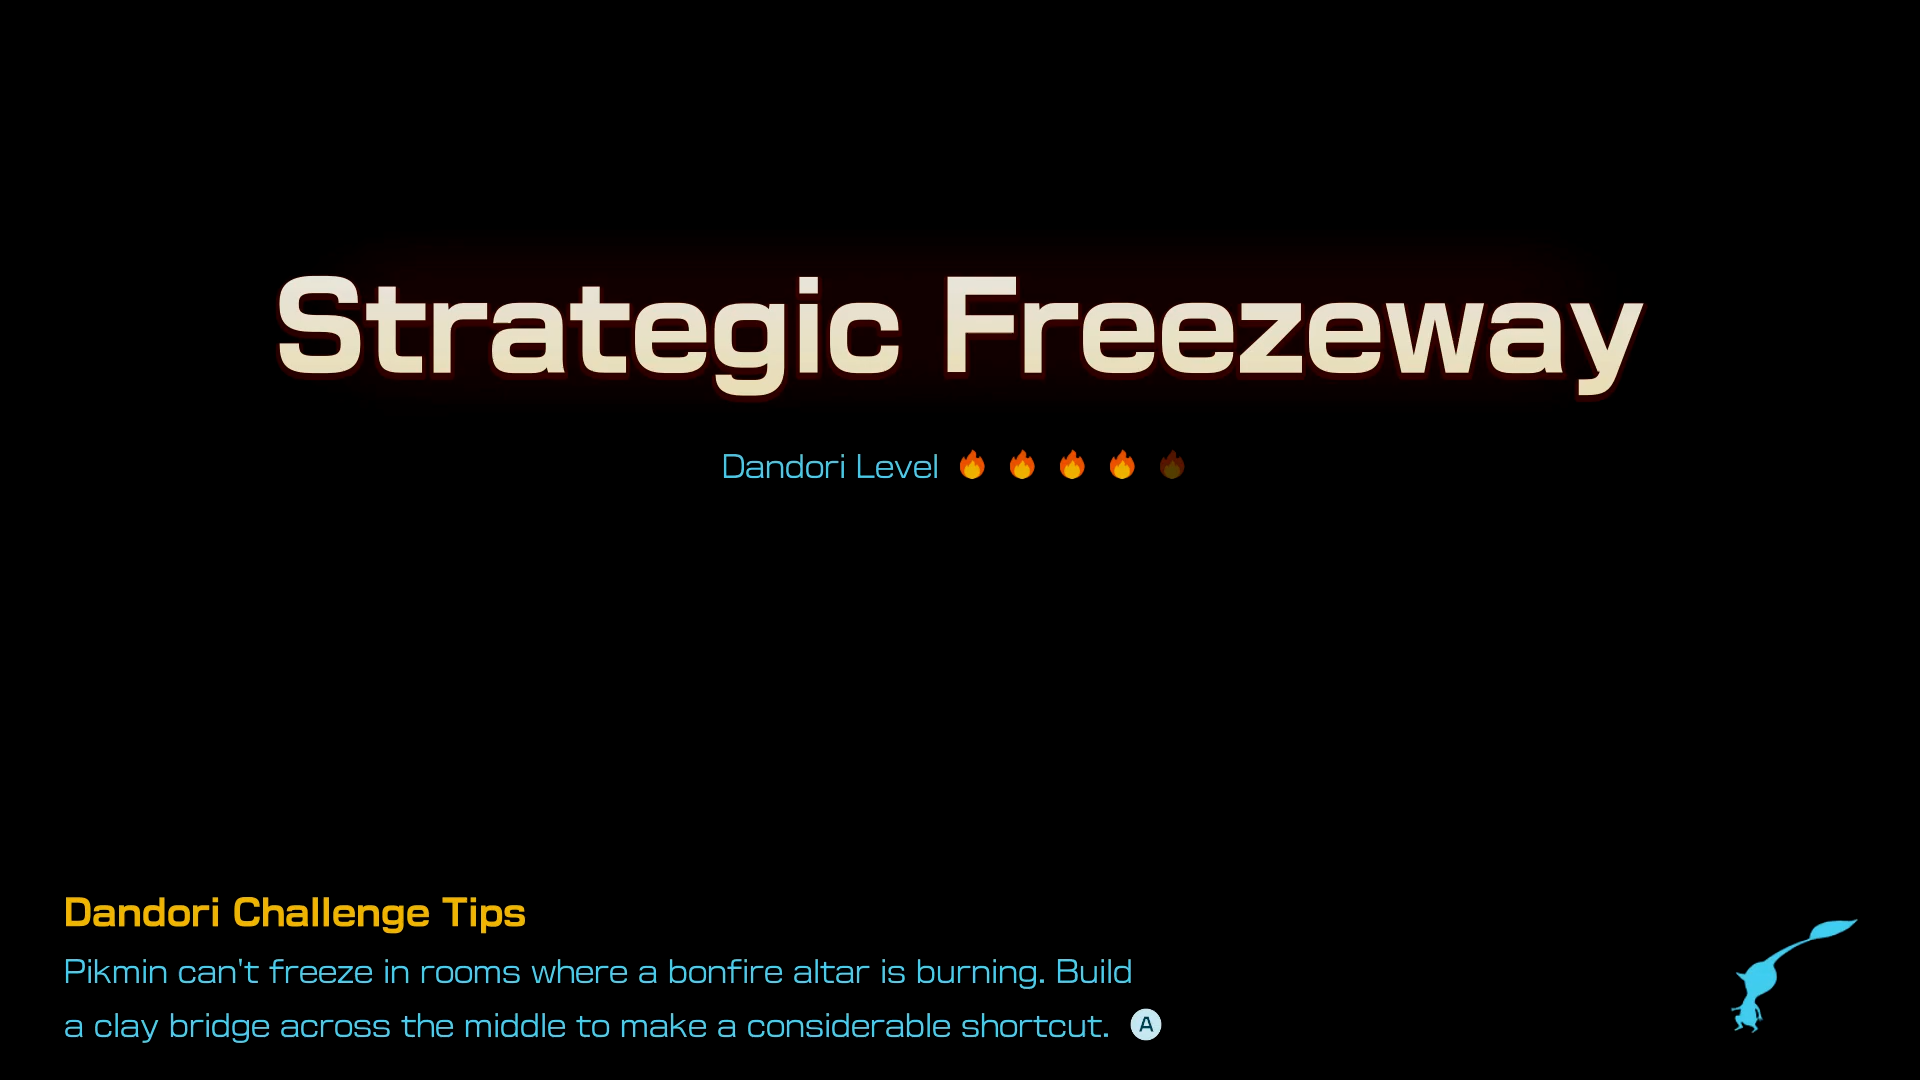 Strategic Freezeway
Dandori Level
Dandori Challenge Tips
Pikmin can't freeze in rooms where a bonfire altar is burning. Build
a clay bridge across the middle to make a considerable shortcut. A